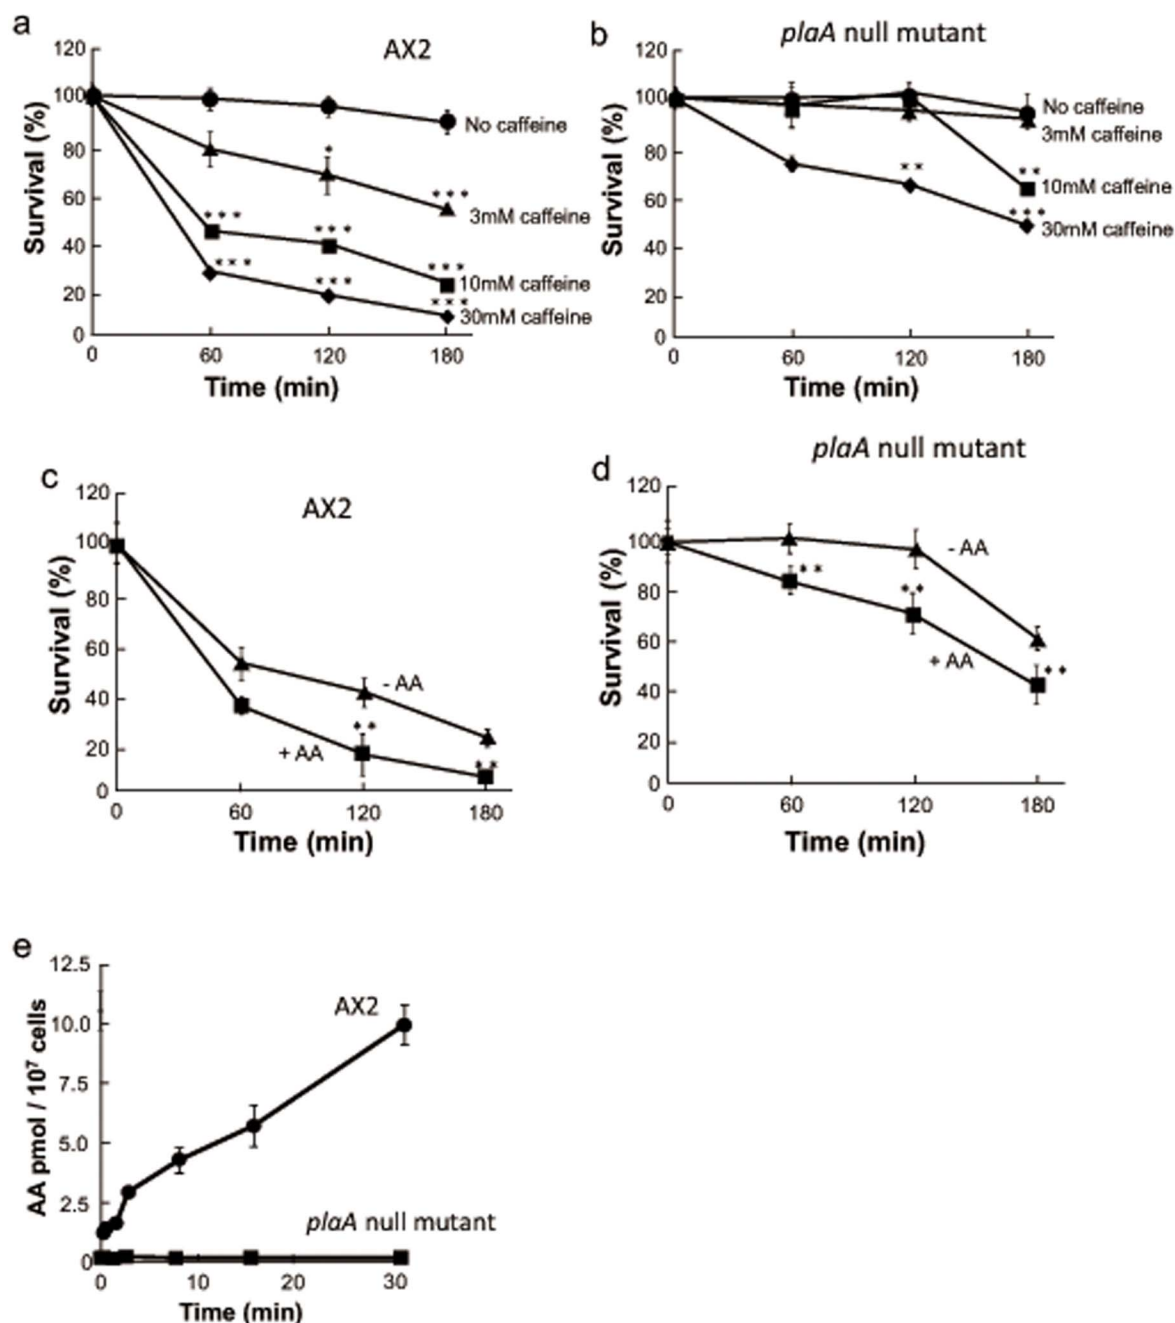 a
AX2
120
100
80
60
40
20
0
Survival (%)
*
* * *
* * *
* * *
* * *
* * *
* * *
* * *
No caffeine
3mM caffeine
10mM caffeine
30mM caffeine
0 60 120 180
Time (min)
b
plaA null mutant
120
100
80
60
40
20
0
Survival (%)
* *
* *
* * *
No caffeine
3mM caffeine
10mM caffeine
30mM caffeine
0 60 120 180
Time (min)
c
AX2
120
100
80
60
40
20
0
Survival (%)
- AA
* *
+ AA
* *
0 60 120 180
Time (min)
d
plaA null mutant
120
100
80
60
40
20
0
Survival (%)
- AA
* *
* *
+ AA
* *
0 60 120 180
Time (min)
e
12.5
10.0
7.5
5.0
2.5
0
AA pmol / 10⁷ cells
AX2
plaA null mutant
0 10 20 30
Time (min)